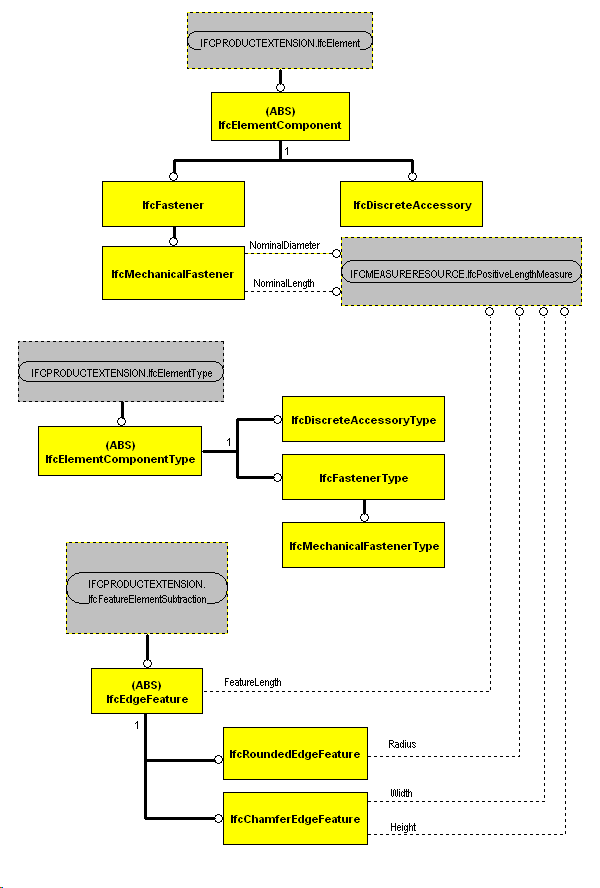 IFCPRODUCTEXTENSION.IfcElement
(ABS)
IfcElementComponent
1
IfcFastener
IfcDiscreteAccessory
IfcMechanicalFastener
NominalDiameter
NominalLength
IFCMEASURERESOURCE.IfcPositiveLengthMeasure
IFCPRODUCTEXTENSION.IfcElementType
(ABS)
IfcElementComponentType
1
IfcDiscreteAccessoryType
IfcFastenerType
IfcMechanicalFastenerType
IFCPRODUCTEXTENSION.
IfcFeatureElementSubtraction
(ABS)
IfcEdgeFeature
FeatureLength
1
IfcRoundedEdgeFeature
Radius
IfcChamferEdgeFeature
Width
Height